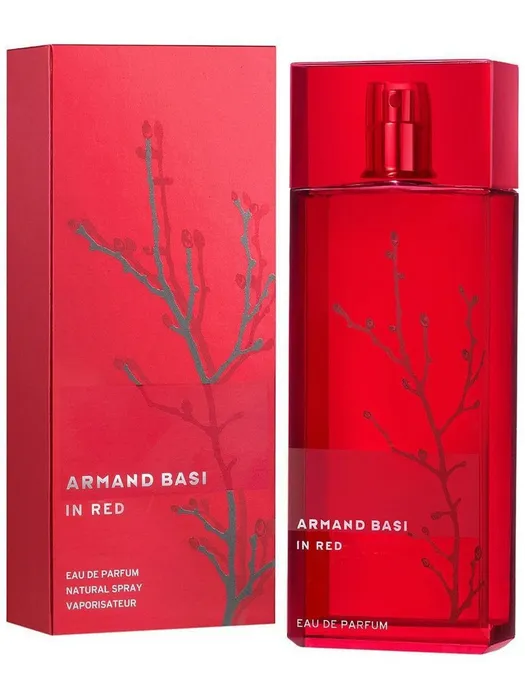 ARMAND BASI
IN RED
EAU DE PARFUM
NATURAL SPRAY
VAPORISATEUR
ARMAND BASI
IN RED
EAU DE PARFUM